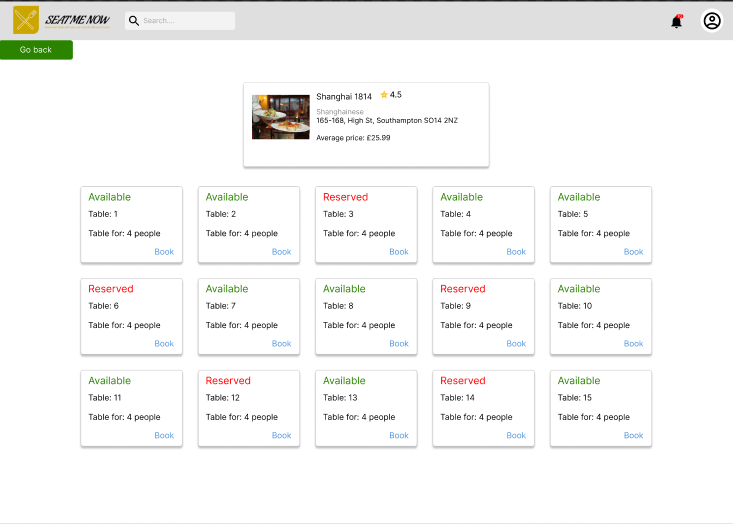 SEAT ME NOW
Search....
Go back
Shanghai 1814 4.5
Shanghainese
165-168, High St, Southampton SO14 2NZ
Average price: £25.99
Available
Table: 1
Table for: 4 people
Book
Available
Table: 2
Table for: 4 people
Book
Reserved
Table: 3
Table for: 4 people
Book
Available
Table: 4
Table for: 4 people
Book
Available
Table: 5
Table for: 4 people
Book
Reserved
Table: 6
Table for: 4 people
Book
Available
Table: 7
Table for: 4 people
Book
Available
Table: 8
Table for: 4 people
Book
Reserved
Table: 9
Table for: 4 people
Book
Available
Table: 10
Table for: 4 people
Book
Available
Table: 11
Table for: 4 people
Book
Reserved
Table: 12
Table for: 4 people
Book
Available
Table: 13
Table for: 4 people
Book
Reserved
Table: 14
Table for: 4 people
Book
Available
Table: 15
Table for: 4 people
Book